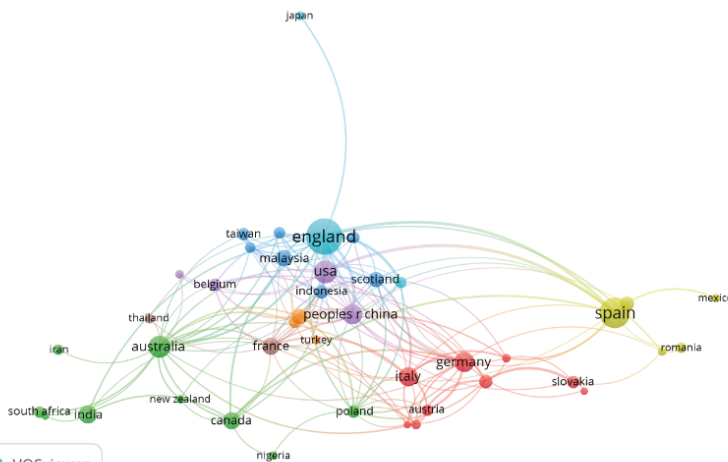 japan
taiwan
england
malaysia
usa
scotland
belgium
indonesia
mexico
thailand
peoples r china
spain
australia
france
turkey
iran
romania
germany
italy
slovakia
new zealand
south africa
india
canada
poland
austria
nigeria
VOSviewer